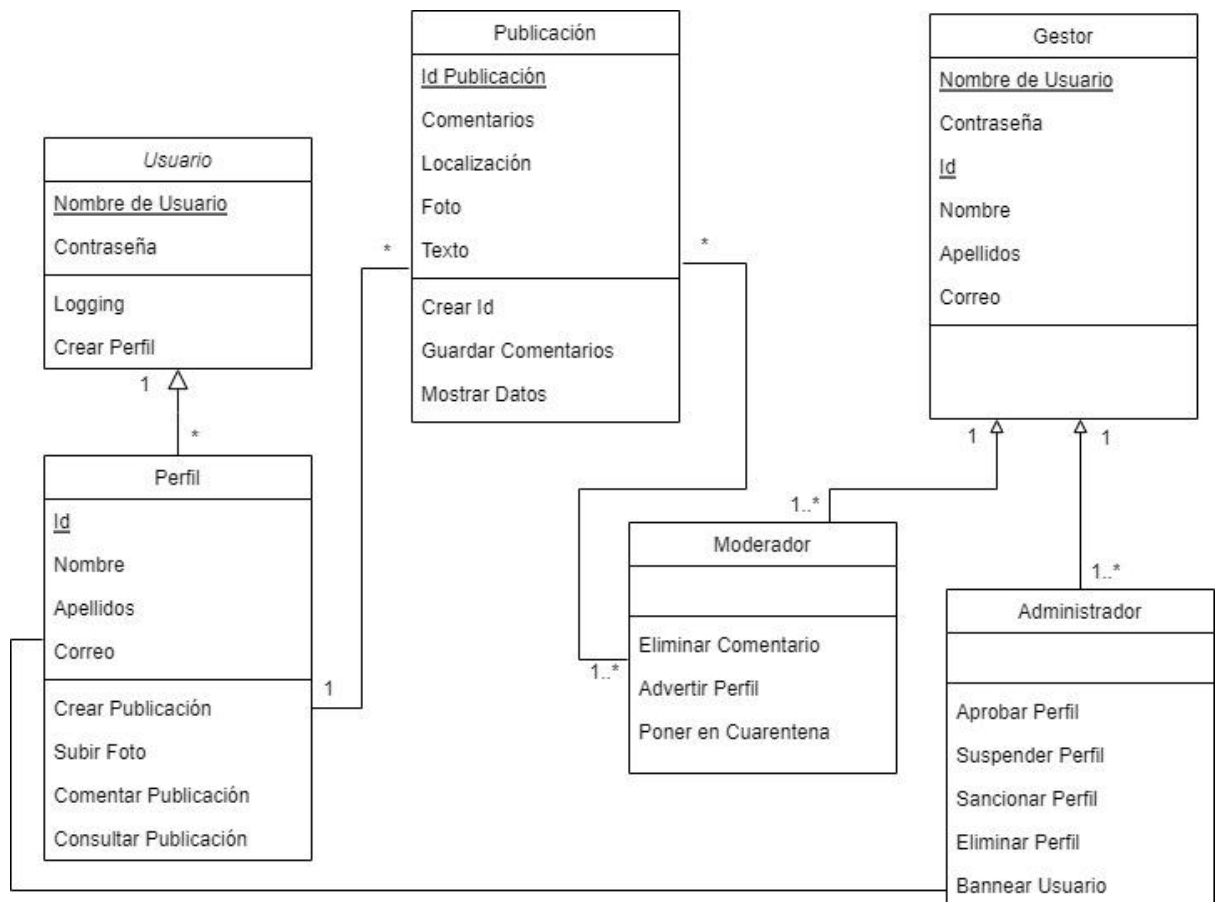 Publicación
Id Publicación
Comentarios
Localización
Foto
Texto
Crear Id
Guardar Comentarios
Mostrar Datos
*
*
Gestor
Nombre de Usuario
Contraseña
Id
Nombre
Apellidos
Correo
1
1
Usuario
Nombre de Usuario
Contraseña
Logging
Crear Perfil
1
*
Perfil
Id
Nombre
Apellidos
Correo
Crear Publicación
Subir Foto
Comentar Publicación
Consultar Publicación
1
1..*
Moderador
Eliminar Comentario
Advertir Perfil
Poner en Cuarentena
1..*
1..*
Administrador
Aprobar Perfil
Suspender Perfil
Sancionar Perfil
Eliminar Perfil
Bannear Usuario